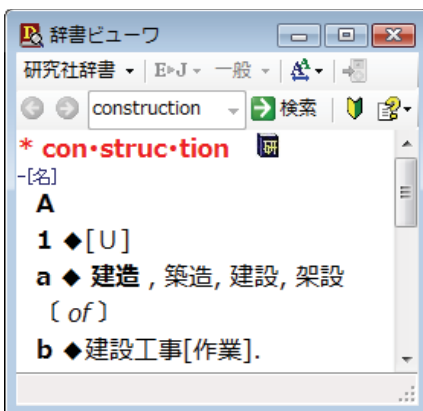 辞書ビューワ
研究社辞書 E▸J 一般
construction 検索
* con•struc•tion 研
-[名]
A
1 ◆[U]
a ◆ 建造 , 築造, 建設, 架設
〔 of 〕
b ◆建設工事[作業].